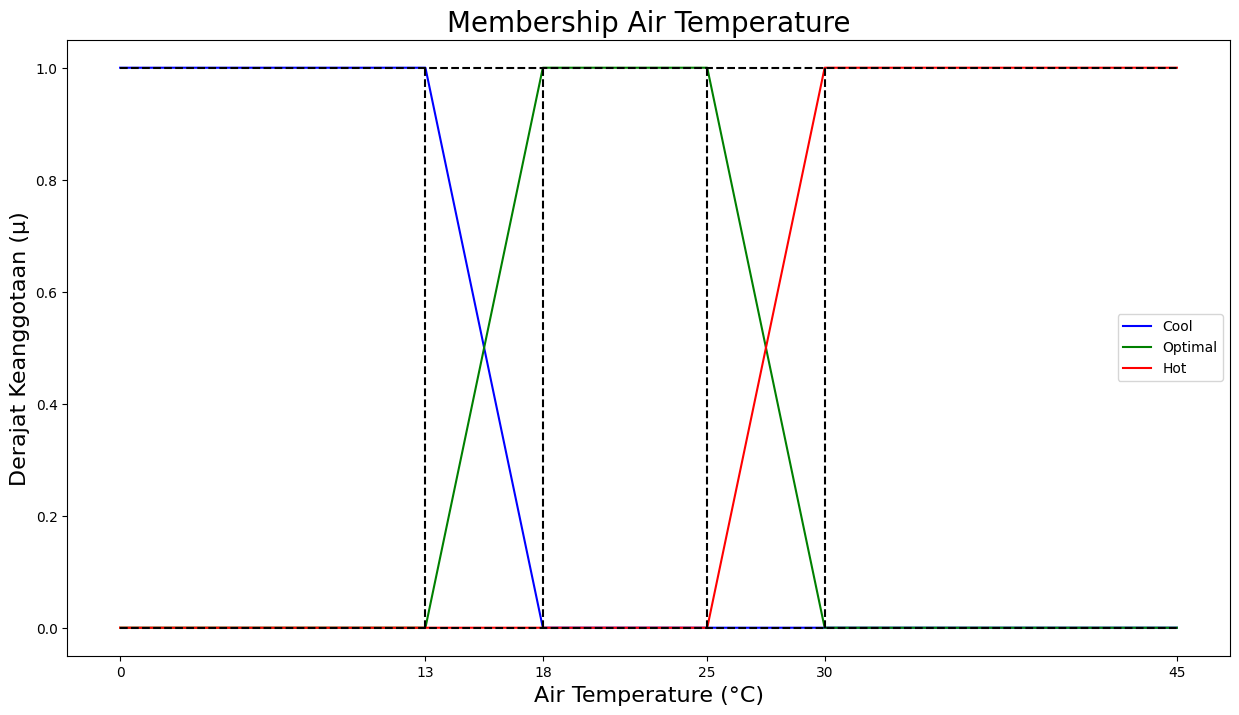 Membership Air Temperature
1.0
0.8
0.6
0.4
0.2
0.0
Derajat Keanggotaan (μ)
Cool
Optimal
Hot
0 13 18 25 30 45
Air Temperature (°C)